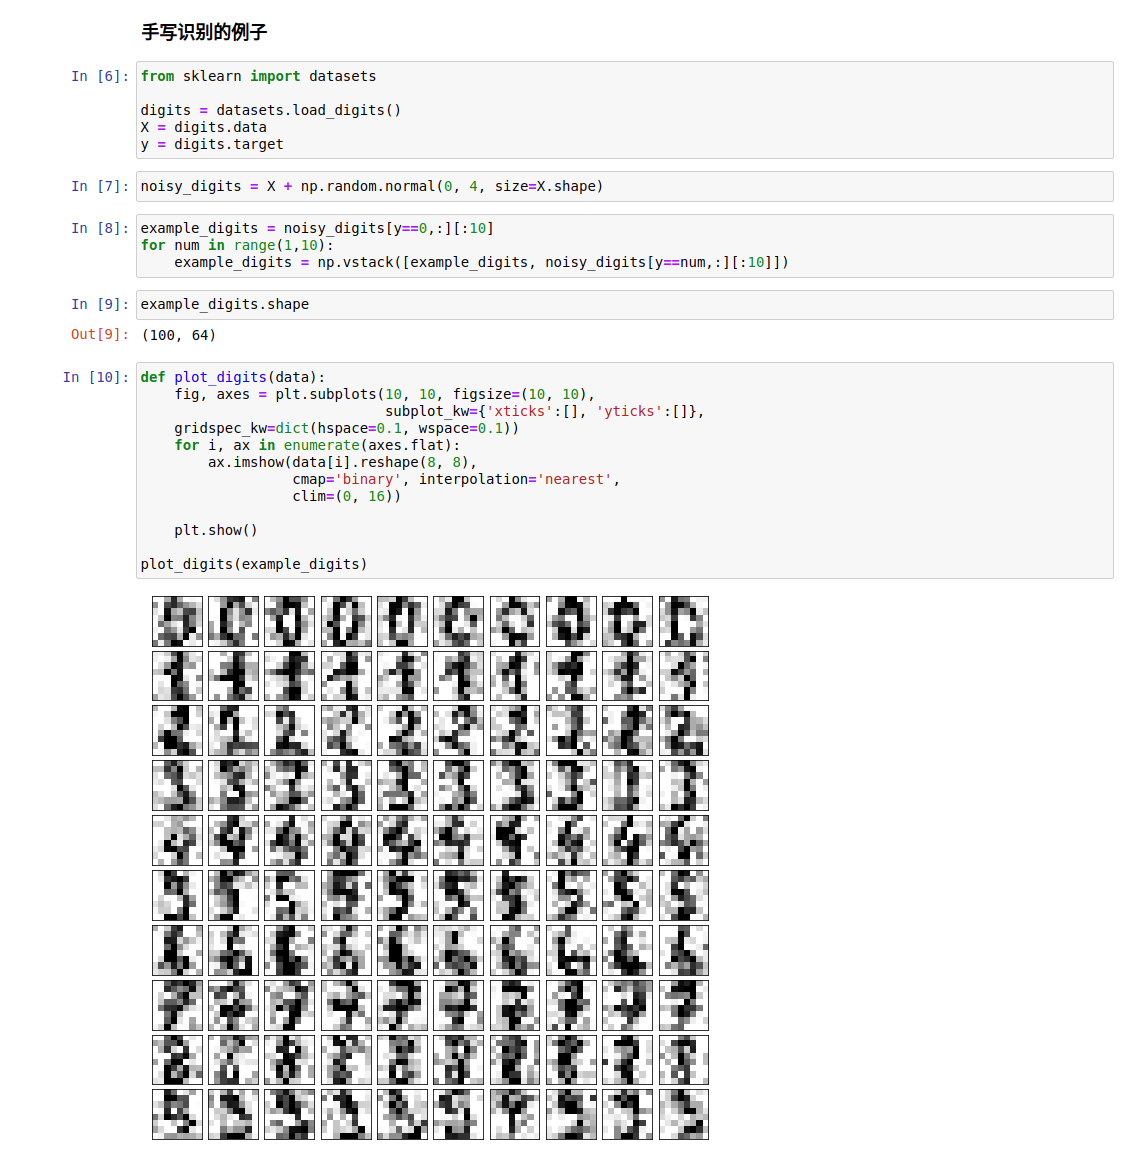 手写识别的例子
In [6]: from sklearn import datasets
digits = datasets.load_digits()
X = digits.data
y = digits.target
In [7]: noisy_digits = X + np.random.normal(0, 4, size=X.shape)
In [8]: example_digits = noisy_digits[y==0,:][:10]
for num in range(1,10):
    example_digits = np.vstack([example_digits, noisy_digits[y==num,:][:10]])
In [9]: example_digits.shape
Out[9]: (100, 64)
In [10]: def plot_digits(data):
    fig, axes = plt.subplots(10, 10, figsize=(10, 10),
                             subplot_kw={'xticks':[], 'yticks':[]},
    gridspec_kw=dict(hspace=0.1, wspace=0.1))
    for i, ax in enumerate(axes.flat):
        ax.imshow(data[i].reshape(8, 8),
                  cmap='binary', interpolation='nearest',
                  clim=(0, 16))
    plt.show()
plot_digits(example_digits)